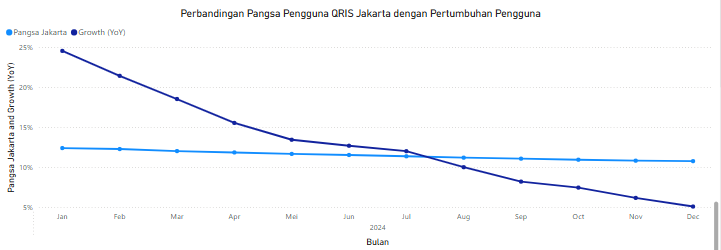 Perbandingan Pangsa Pengguna QRIS Jakarta dengan Pertumbuhan Pengguna
Pangsa Jakarta Growth (YoY)
Pangsa Jakarta and Growth (YoY)
25%
20%
15%
10%
5%
Jan Feb Mar Apr Mei Jun Jul Aug Sep Oct Nov Dec
2024
Bulan